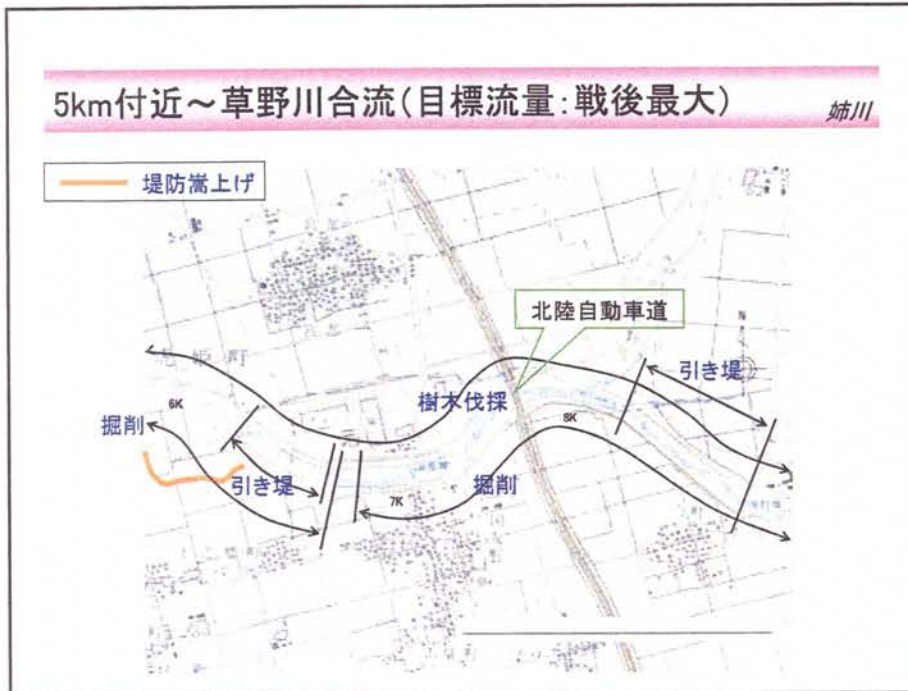 5km付近~草野川合流(目標流量:戦後最大)
姉川
堤防嵩上げ
北陸自動車道
引き堤
樹木伐採
6K
8K
掘削
引き堤
7K
掘削